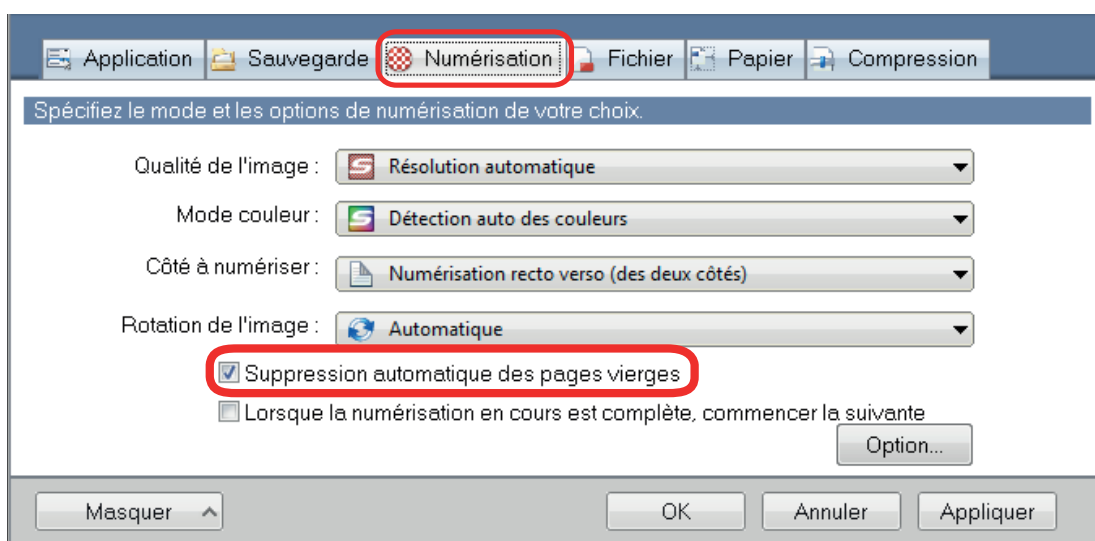 Application Sauvegarde Numérisation Fichier Papier Compression
Spécifiez le mode et les options de numérisation de votre choix.
Qualité de l'image : Résolution automatique
Mode couleur : Détection auto des couleurs
Côté à numériser : Numérisation recto verso (des deux côtés)
Rotation de l'image : Automatique
Suppression automatique des pages vierges
Lorsque la numérisation en cours est complète, commencer la suivante
Option...
Masquer OK Annuler Appliquer